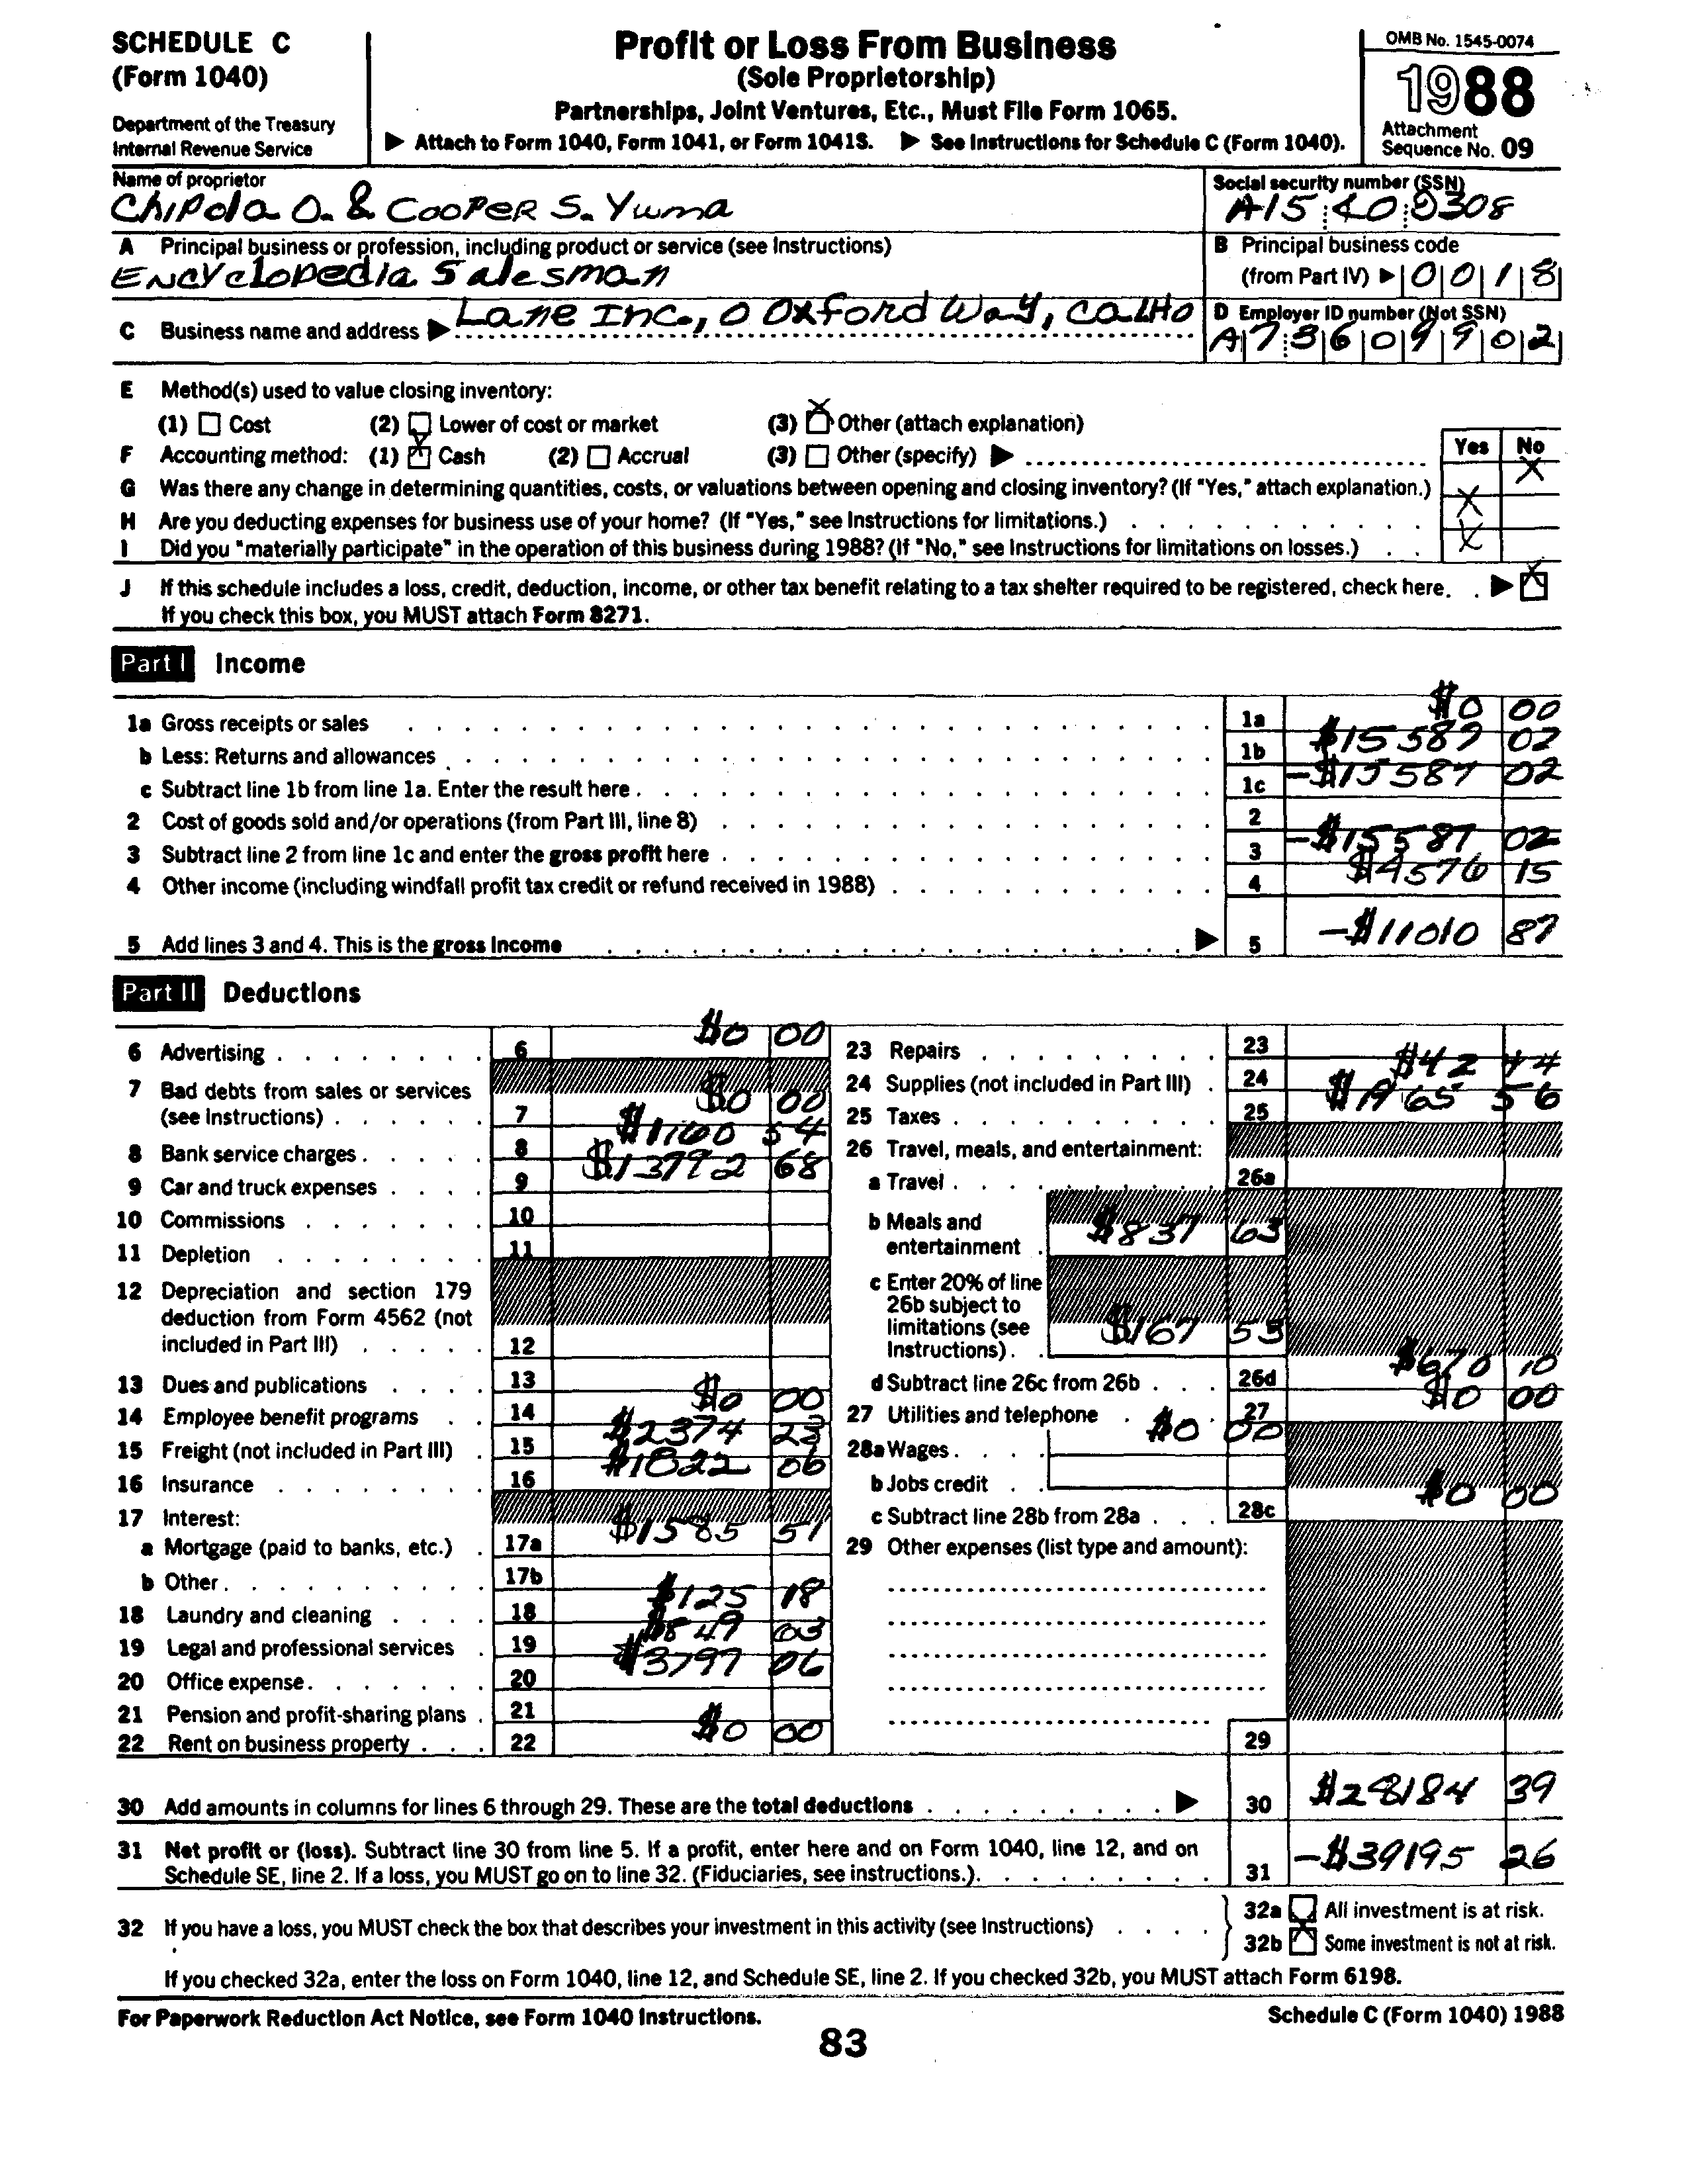 SCHEDULE C
(Form 1040)
Department of the Treasury
Internal Revenue Service
Profit or Loss From Business
(Sole Proprietorship)
Partnerships, Joint Ventures, Etc., Must File Form 1065.
▶ Attach to Form 1040, Form 1041, or Form 1041S. ▶ See Instructions for Schedule C (Form 1040).
OMB No. 1545-0074
1988
Attachment
Sequence No. 09
Name of proprietor
Chipola O. & Cooper S. Yuma
Social security number (SSN)
A15:40:0308
A Principal business or profession, including product or service (see Instructions)
Encyclopedia Salesman
B Principal business code
(from Part IV) ▶ 0018
C Business name and address ▶ Lane Inc., 0 Oxford Way, CA LHO
D Employer ID number (Not SSN)
A73609902
E Method(s) used to value closing inventory:
(1) Cost (2) Lower of cost or market (3) X Other (attach explanation)
F Accounting method: (1) X Cash (2) Accrual (3) Other (specify) ▶
Yes No
G Was there any change in determining quantities, costs, or valuations between opening and closing inventory? (If "Yes," attach explanation.) X
H Are you deducting expenses for business use of your home? (If "Yes," see Instructions for limitations.) X
I Did you "materially participate" in the operation of this business during 1988? (If "No," see Instructions for limitations on losses.) X
J If this schedule includes a loss, credit, deduction, income, or other tax benefit relating to a tax shelter required to be registered, check here. ▶ X
If you check this box, you MUST attach Form 8271.
Part I Income
1a Gross receipts or sales 1a $0 00
b Less: Returns and allowances 1b $15587 02
c Subtract line 1b from line 1a. Enter the result here 1c -$15587 02
2 Cost of goods sold and/or operations (from Part III, line 8) 2
3 Subtract line 2 from line 1c and enter the gross profit here 3 -$15587 02
4 Other income (including windfall profit tax credit or refund received in 1988) 4 $4576 15
5 Add lines 3 and 4. This is the gross income ▶ 5 -$11010 87
Part II Deductions
6 Advertising 6 $0 00
7 Bad debts from sales or services
(see Instructions) 7 $0 00
8 Bank service charges 8 $1160 54
9 Car and truck expenses 9 $13792 68
10 Commissions 10
11 Depletion 11
12 Depreciation and section 179
deduction from Form 4562 (not
included in Part III) 12
13 Dues and publications 13
14 Employee benefit programs 14 $0 00
15 Freight (not included in Part III) 15 $2374 23
16 Insurance 16 $1822 06
17 Interest:
a Mortgage (paid to banks, etc.) 17a $1585 51
b Other 17b
18 Laundry and cleaning 18 $125 18
19 Legal and professional services 19 $849 03
20 Office expense 20 $3797 06
21 Pension and profit-sharing plans 21
22 Rent on business property 22 $0 00
23 Repairs 23
24 Supplies (not included in Part III) 24 $42 44
25 Taxes 25 $1965 56
26 Travel, meals, and entertainment:
a Travel 26a
b Meals and
entertainment $837 63
c Enter 20% of line
26b subject to
limitations (see
Instructions) $167 53
d Subtract line 26c from 26b 26d $670 10
27 Utilities and telephone 27 $0 00
28a Wages $0 00
b Jobs credit
c Subtract line 28b from 28a 28c $0 00
29 Other expenses (list type and amount):
29
30 Add amounts in columns for lines 6 through 29. These are the total deductions ▶ 30 $28184 39
31 Net profit or (loss). Subtract line 30 from line 5. If a profit, enter here and on Form 1040, line 12, and on
Schedule SE, line 2. If a loss, you MUST go on to line 32. (Fiduciaries, see instructions.) 31 -$39195 26
32 If you have a loss, you MUST check the box that describes your investment in this activity (see Instructions)
32a All investment is at risk.
32b X Some investment is not at risk.
If you checked 32a, enter the loss on Form 1040, line 12, and Schedule SE, line 2. If you checked 32b, you MUST attach Form 6198.
For Paperwork Reduction Act Notice, see Form 1040 Instructions.
Schedule C (Form 1040) 1988
83